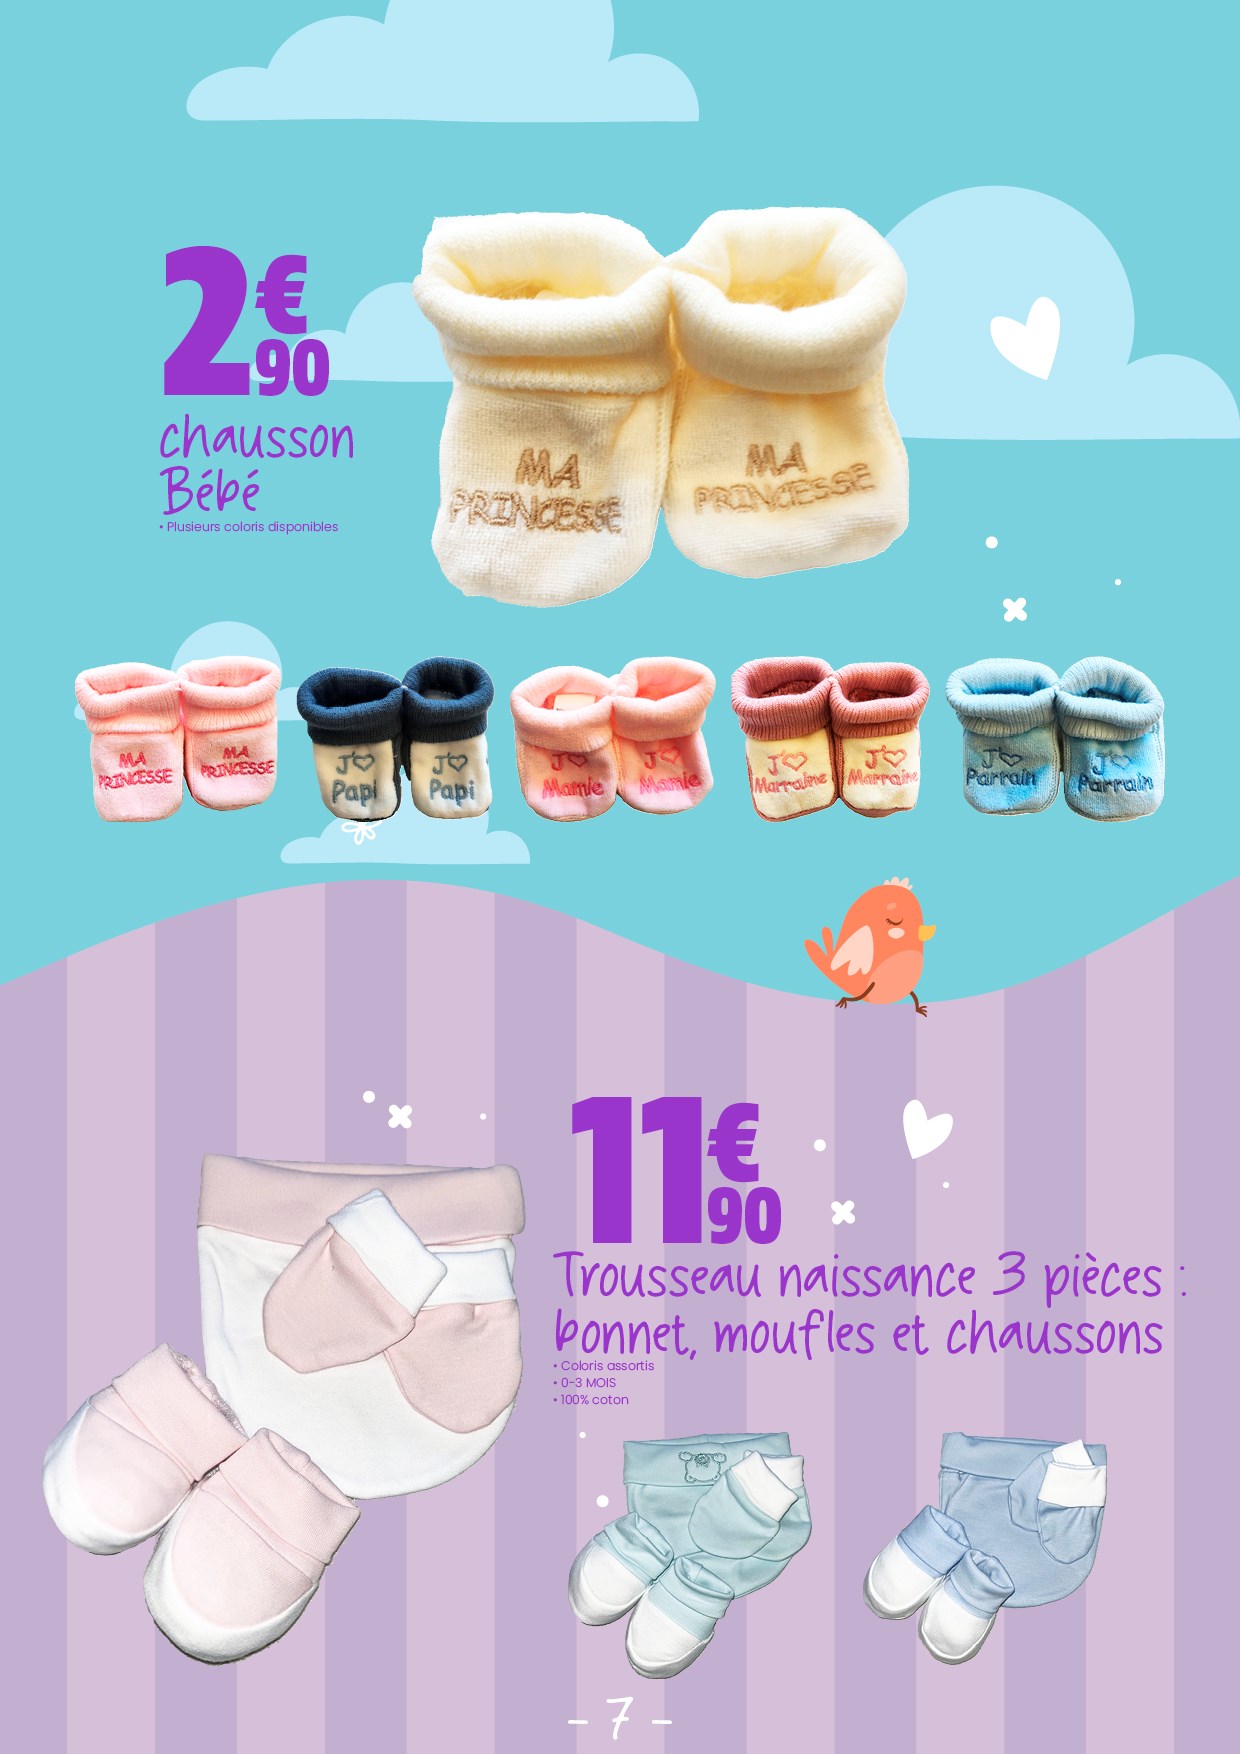 2€90
chausson
Bébé
• Plusieurs coloris disponibles
MA PRINCESSE
MA PRINCESSE
MA PRINCESSE
MA PRINCESSE
J'♡ Papi
J'♡ Papi
J'♡ Mamie
J'♡ Mamie
J'♡ Marraine
J'♡ Marraine
J'♡ Parrain
J'♡ Parrain
11€90
Trousseau naissance 3 pièces :
bonnet, moufles et chaussons
• Coloris assortis
• 0-3 MOIS
• 100% coton
- 7 -